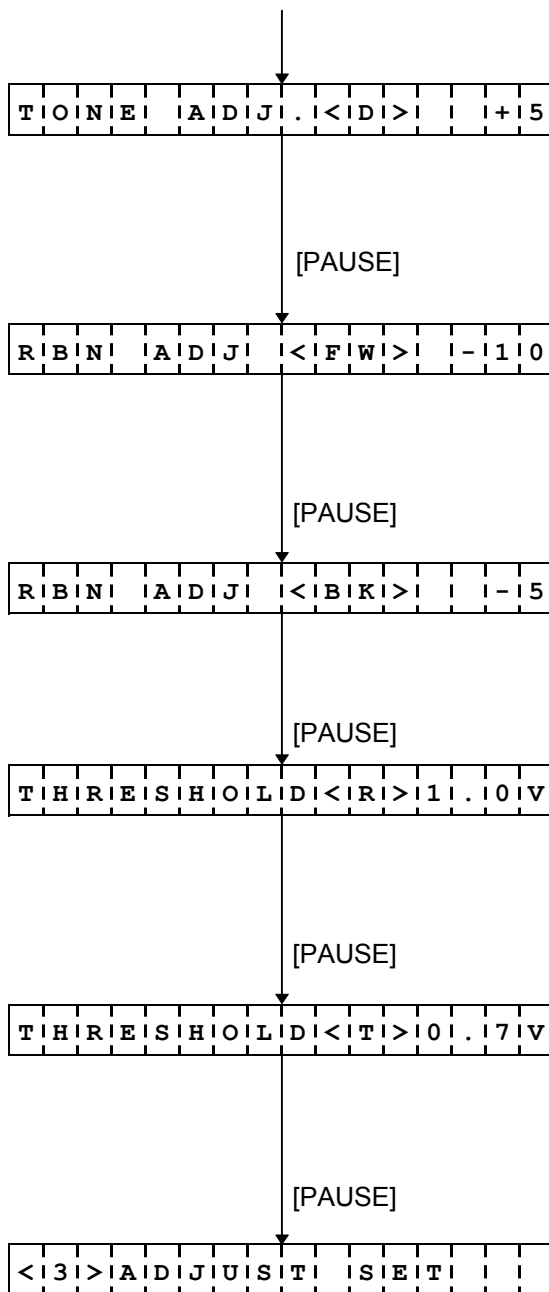 TONE ADJ.<D>  +5
[PAUSE]
RBN ADJ <FW> -10
[PAUSE]
RBN ADJ <BK>  -5
[PAUSE]
THRESHOLD<R>1.0V
[PAUSE]
THRESHOLD<T>0.7V
[PAUSE]
<3>ADJUST SET